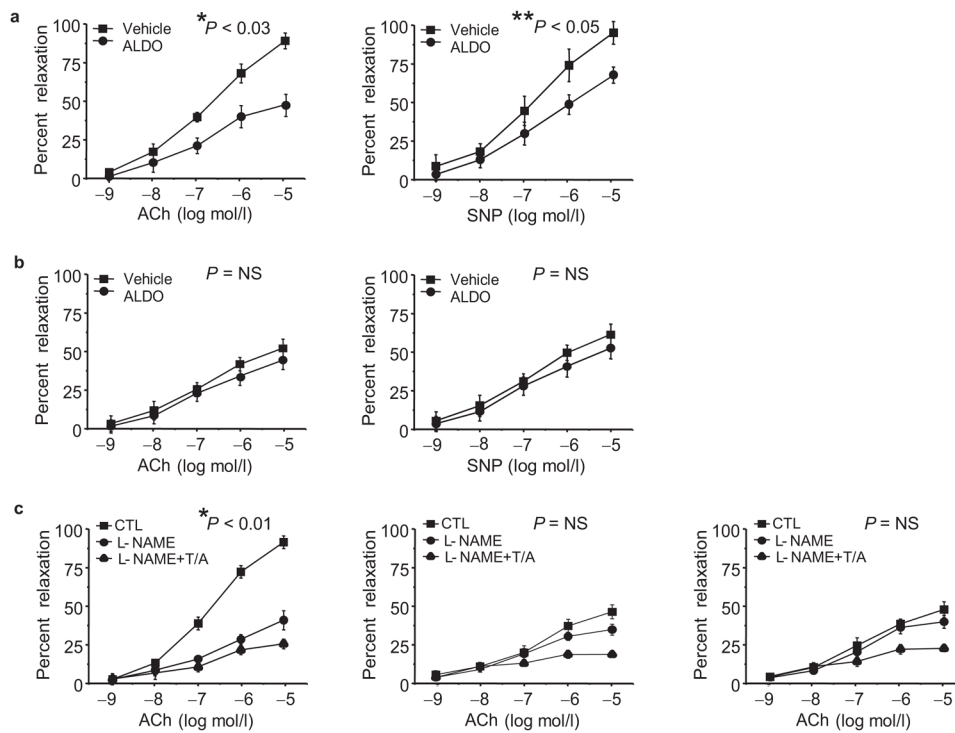 a
*P < 0.03
Vehicle
ALDO
Percent relaxation
100
75
50
25
0
–9 –8 –7 –6 –5
ACh (log mol/l)
**P < 0.05
Vehicle
ALDO
Percent relaxation
100
75
50
25
0
–9 –8 –7 –6 –5
SNP (log mol/l)
b
P = NS
Vehicle
ALDO
Percent relaxation
100
75
50
25
0
–9 –8 –7 –6 –5
ACh (log mol/l)
P = NS
Vehicle
ALDO
Percent relaxation
100
75
50
25
0
–9 –8 –7 –6 –5
SNP (log mol/l)
c
*P < 0.01
CTL
L- NAME
L- NAME+T/A
Percent relaxation
100
75
50
25
0
–9 –8 –7 –6 –5
ACh (log mol/l)
P = NS
CTL
L- NAME
L- NAME+T/A
Percent relaxation
100
75
50
25
0
–9 –8 –7 –6 –5
ACh (log mol/l)
P = NS
CTL
L- NAME
L- NAME+T/A
Percent relaxation
100
75
50
25
0
–9 –8 –7 –6 –5
ACh (log mol/l)